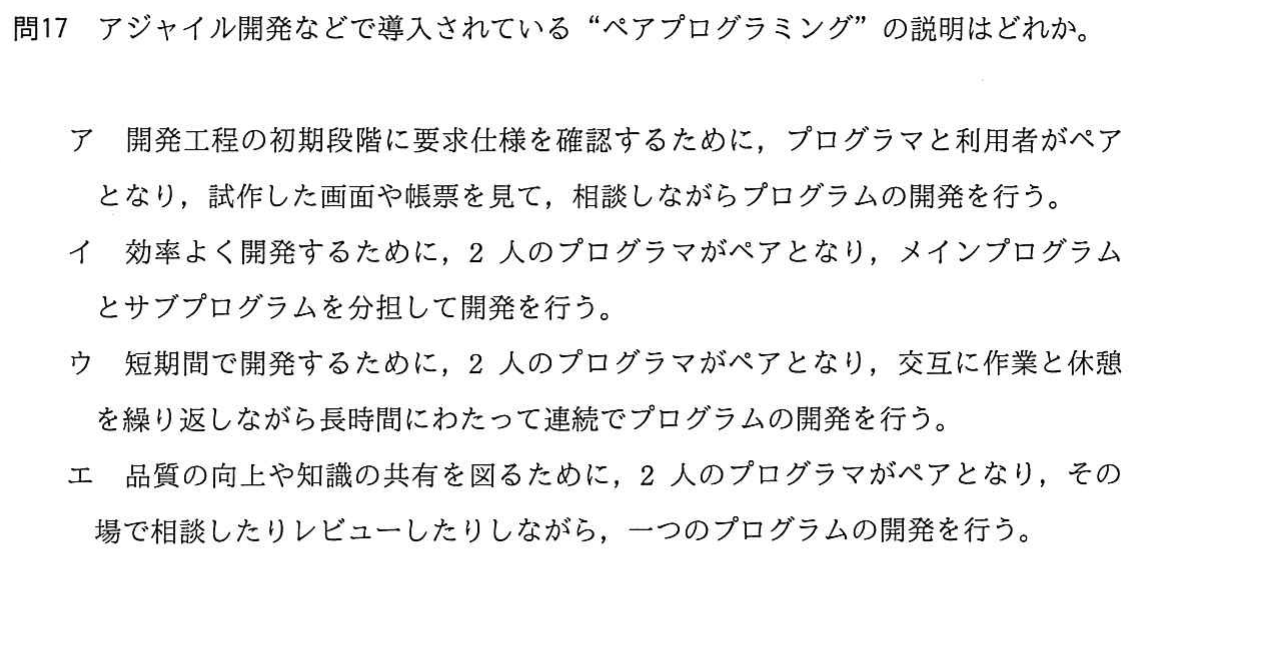 問17　アジャイル開発などで導入されている“ペアプログラミング”の説明はどれか。
ア　開発工程の初期段階に要求仕様を確認するために，プログラマと利用者がペア
となり，試作した画面や帳票を見て，相談しながらプログラムの開発を行う。
イ　効率よく開発するために，2 人のプログラマがペアとなり，メインプログラム
とサブプログラムを分担して開発を行う。
ウ　短期間で開発するために，2 人のプログラマがペアとなり，交互に作業と休憩
を繰り返しながら長時間にわたって連続でプログラムの開発を行う。
エ　品質の向上や知識の共有を図るために，2 人のプログラマがペアとなり，その
場で相談したりレビューしたりしながら，一つのプログラムの開発を行う。